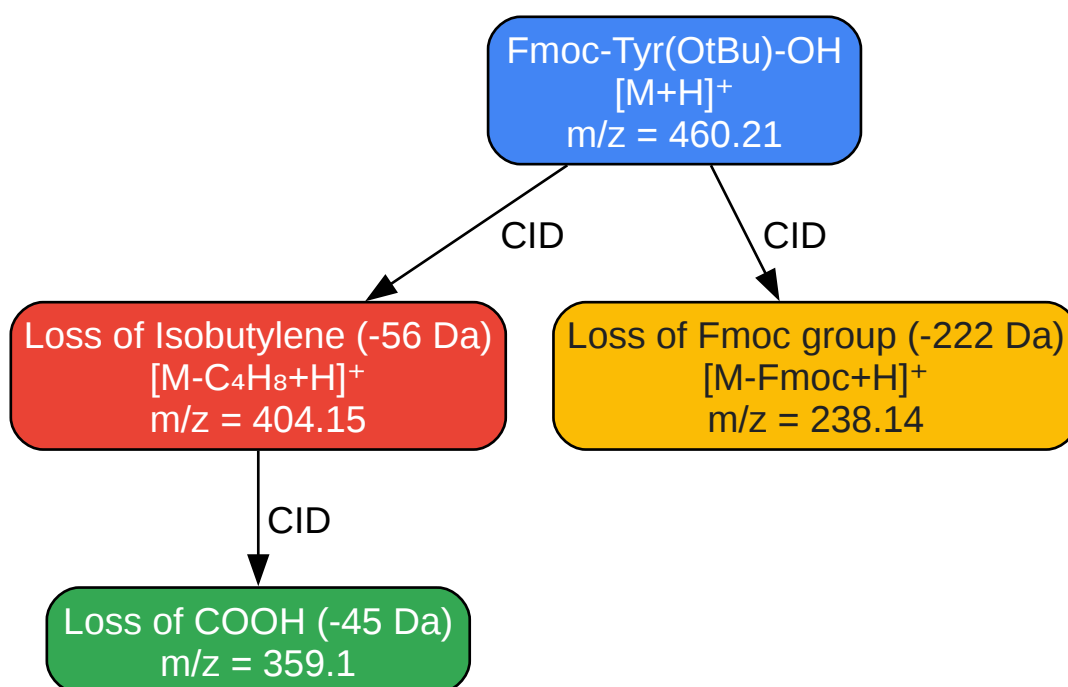 Fmoc-Tyr(OtBu)-OH
[M+H]⁺
m/z = 460.21
CID
CID
Loss of Isobutylene (-56 Da)
[M-C₄H₈+H]⁺
m/z = 404.15
Loss of Fmoc group (-222 Da)
[M-Fmoc+H]⁺
m/z = 238.14
CID
Loss of COOH (-45 Da)
m/z = 359.1